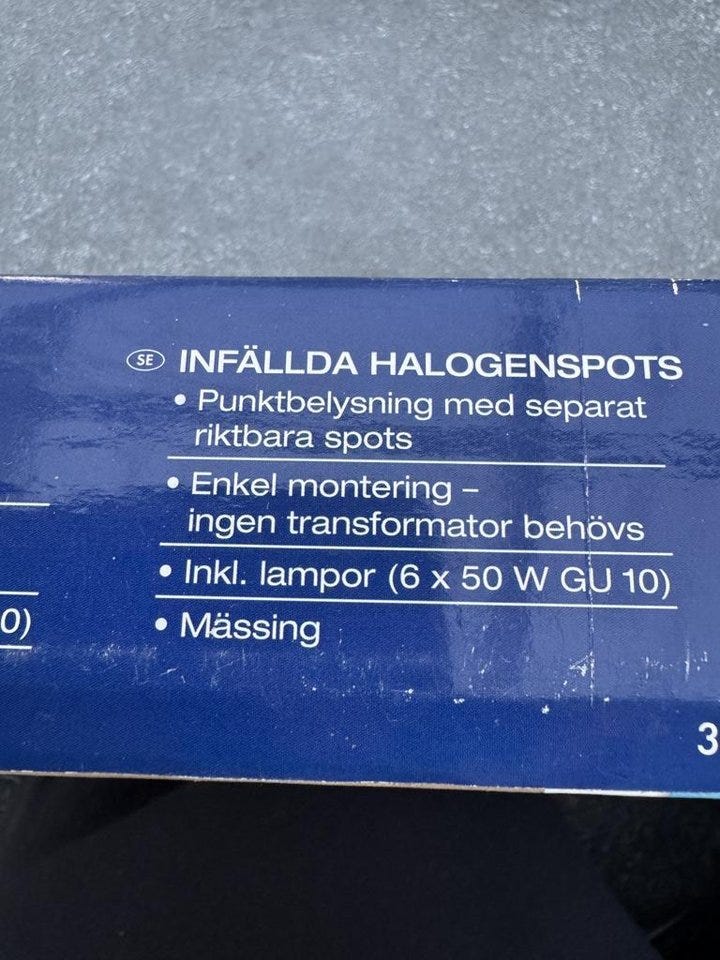 SE INFÄLLDA HALOGENSPOTS
• Punktbelysning med separat
riktbara spots
• Enkel montering –
ingen transformator behövs
• Inkl. lampor (6 x 50 W GU 10)
0)
• Mässing
3